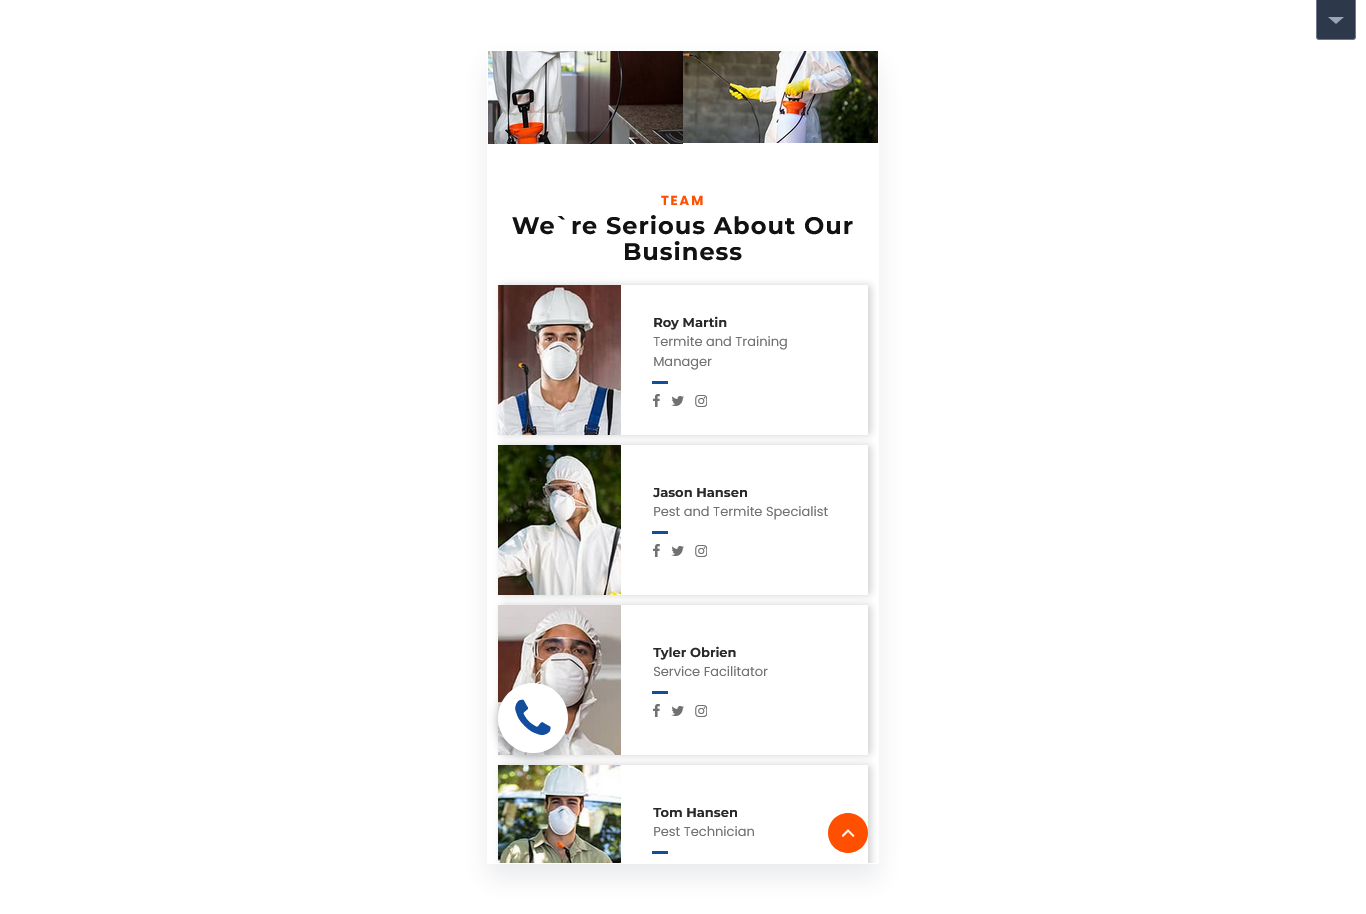 TEAM
We`re Serious About Our
Business
Roy Martin
Termite and Training
Manager
Jason Hansen
Pest and Termite Specialist
Tyler Obrien
Service Facilitator
Tom Hansen
Pest Technician